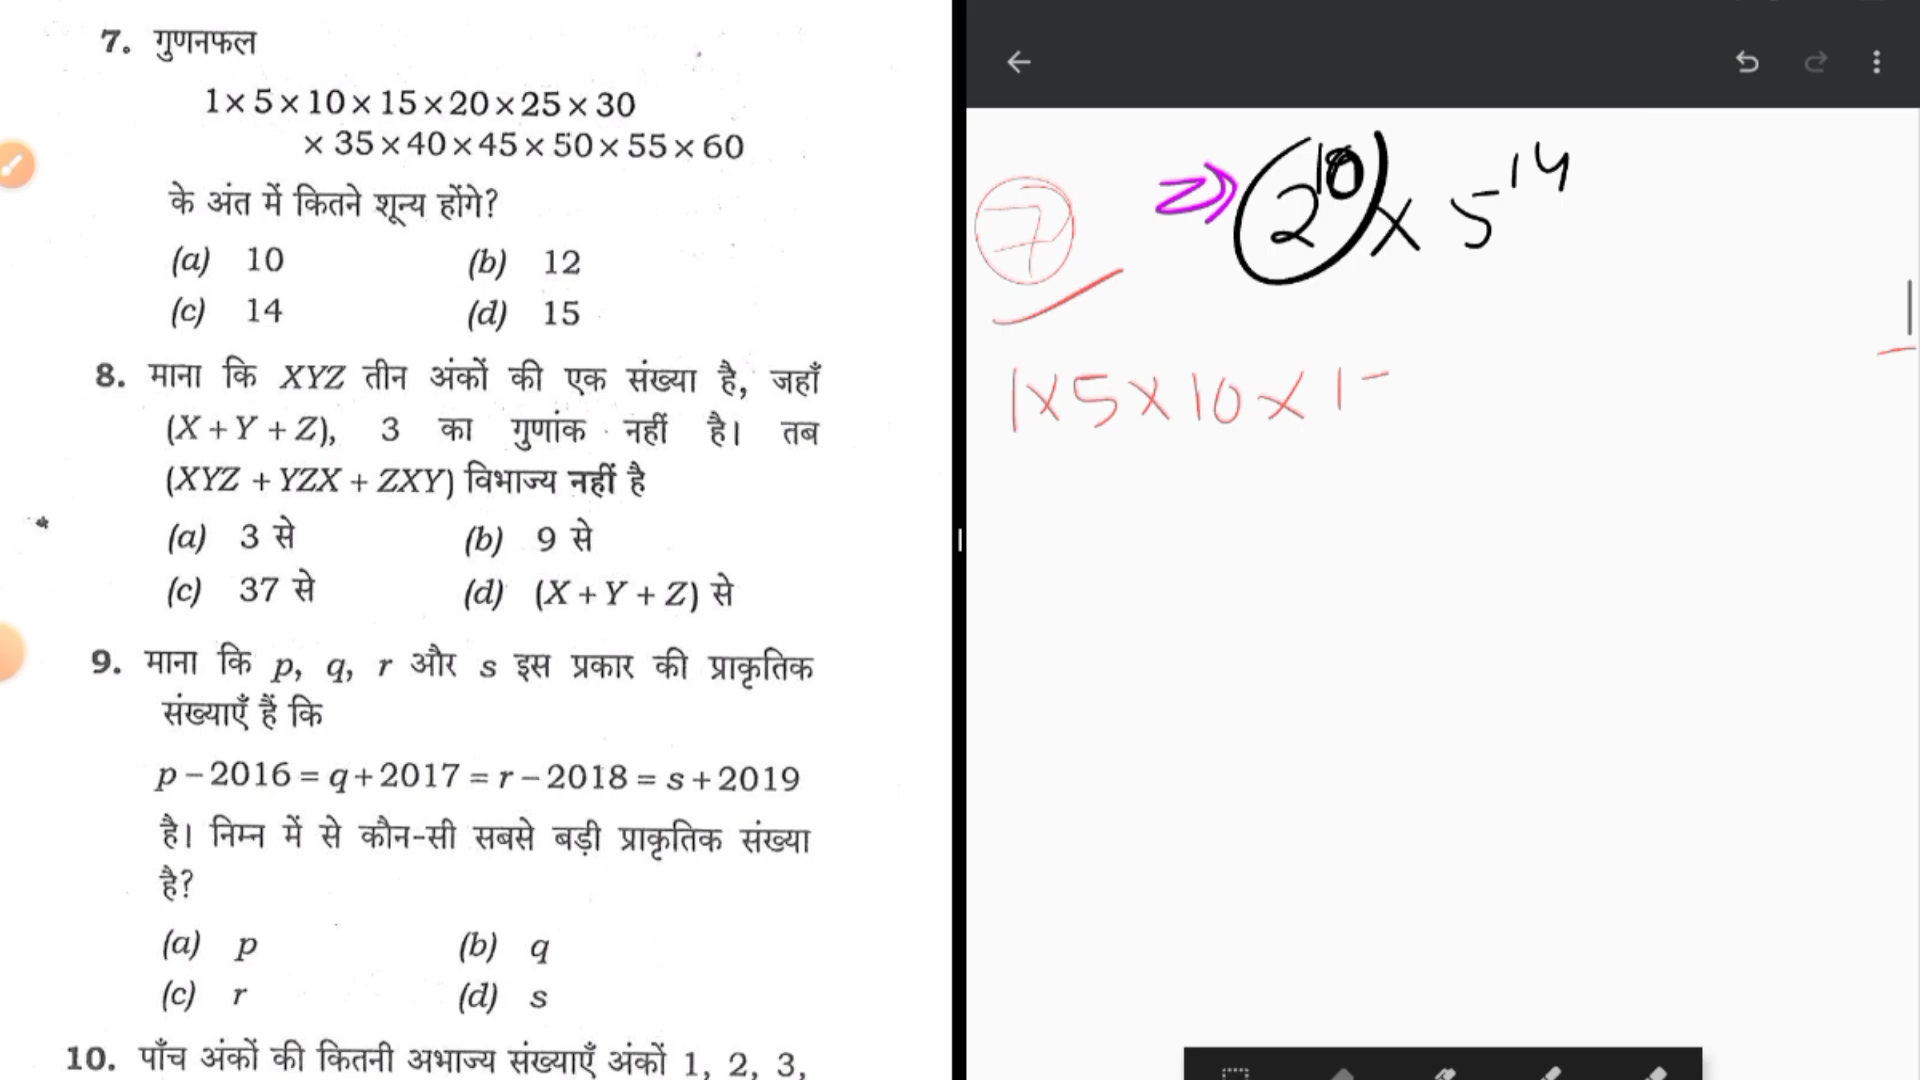 7. गुणनफल
1×5×10×15×20×25×30
×35×40×45×50×55×60
के अंत में कितने शून्य होंगे?
(a) 10 (b) 12
(c) 14 (d) 15
8. माना कि XYZ तीन अंकों की एक संख्या है, जहाँ
(X+Y+Z), 3 का गुणांक नहीं है। तब
(XYZ+YZX+ZXY) विभाज्य नहीं है
(a) 3 से (b) 9 से
(c) 37 से (d) (X+Y+Z) से
9. माना कि p, q, r और s इस प्रकार की प्राकृतिक
संख्याएँ हैं कि
p-2016=q+2017=r-2018=s+2019
है। निम्न में से कौन-सी सबसे बड़ी प्राकृतिक संख्या
है?
(a) p (b) q
(c) r (d) s
10. पाँच अंकों की कितनी अभाज्य संख्याएँ अंकों 1, 2, 3,
7 ⇒ 2^10 × 5^14
1×5×10×1